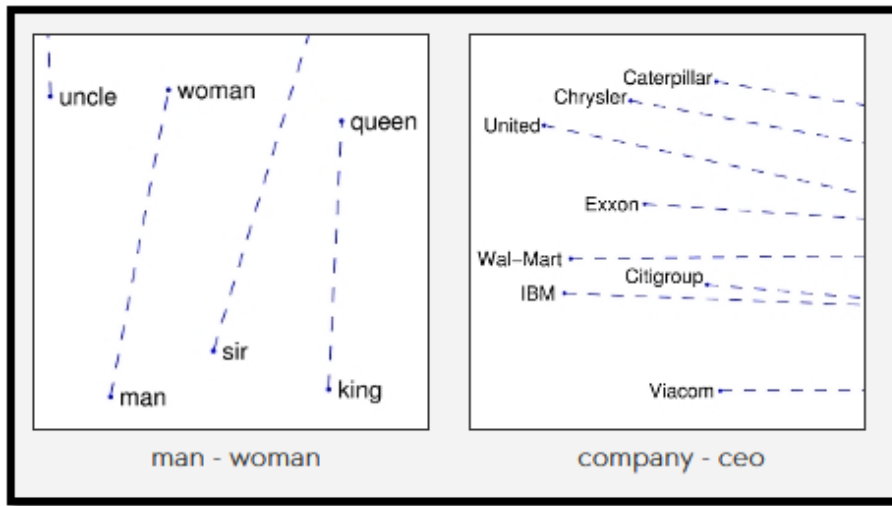 uncle
woman
queen
sir
man
king
man - woman
Caterpillar
Chrysler
United
Exxon
Wal-Mart
Citigroup
IBM
Viacom
company - ceo